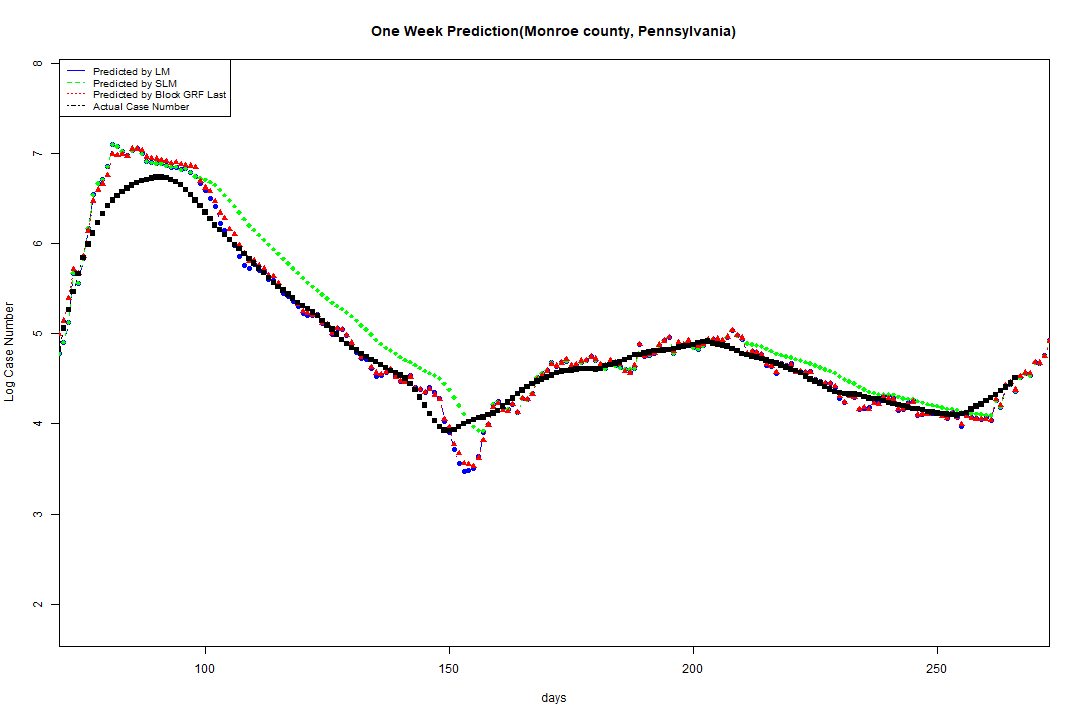 One Week Prediction(Monroe county, Pennsylvania)
Predicted by LM
Predicted by SLM
Predicted by Block GRF Last
Actual Case Number
8
7
6
5
4
3
2
Log Case Number
100 150 200 250
days